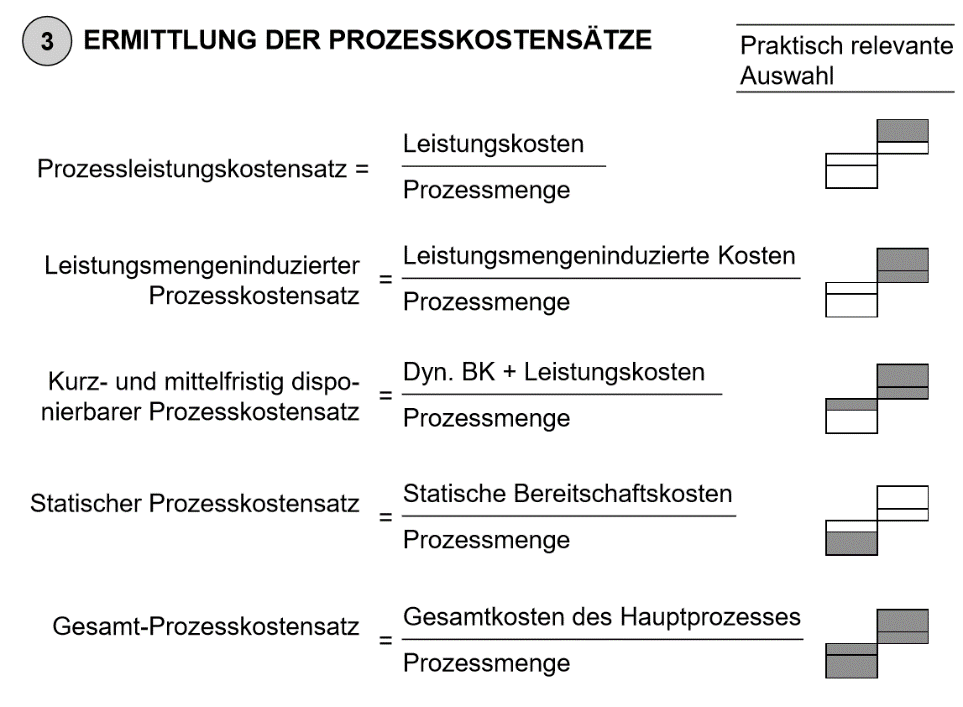 3 ERMITTLUNG DER PROZESSKOSTENSÄTZE
Praktisch relevante
Auswahl
Prozessleistungskostensatz =
Leistungskosten
Prozessmenge
Leistungsmengeninduzierter
Prozesskostensatz
=
Leistungsmengeninduzierte Kosten
Prozessmenge
Kurz- und mittelfristig dispo-
nierbarer Prozesskostensatz
=
Dyn. BK + Leistungskosten
Prozessmenge
Statischer Prozesskostensatz
=
Statische Bereitschaftskosten
Prozessmenge
Gesamt-Prozesskostensatz
=
Gesamtkosten des Hauptprozesses
Prozessmenge